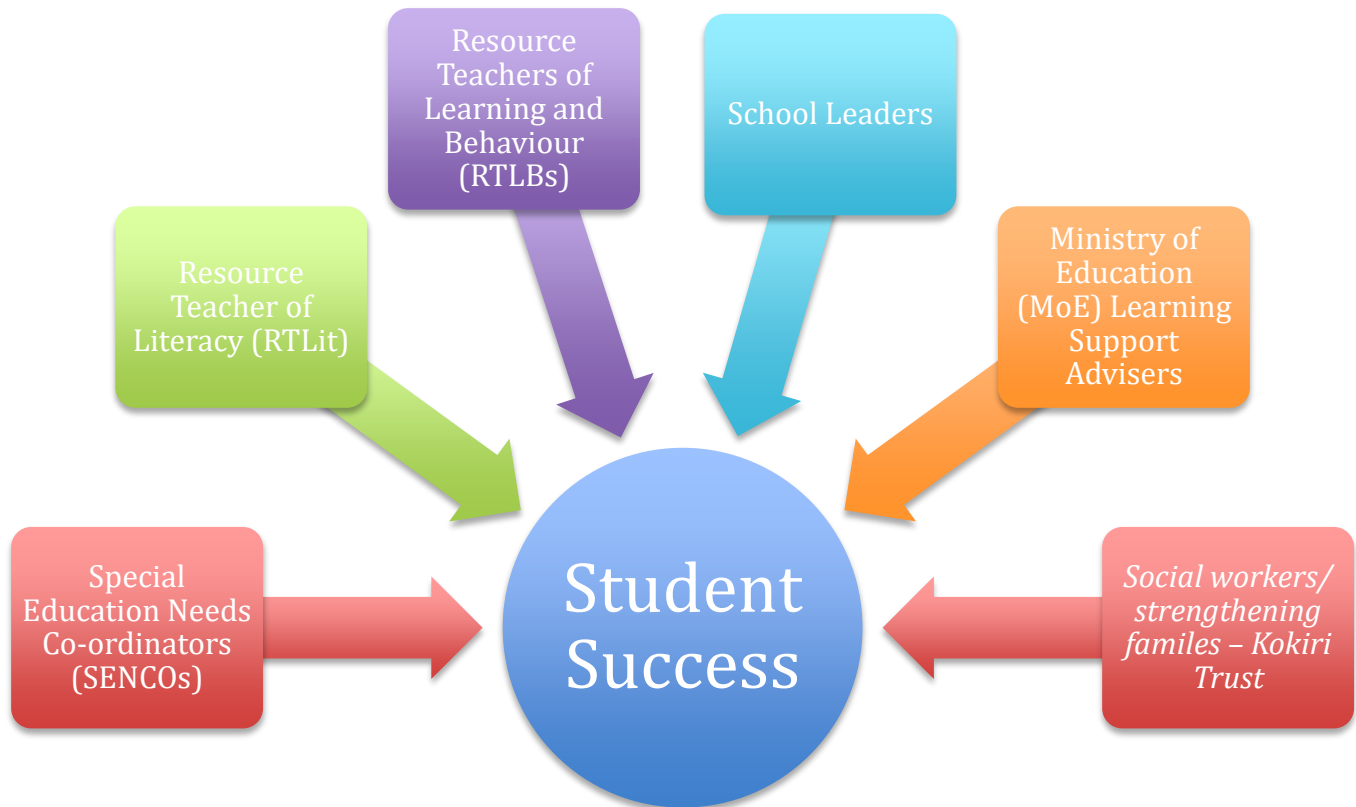 Resource
Teachers of
Learning and
Behaviour
(RTLBs)
School Leaders
Resource
Teacher of
Literacy (RTLit)
Ministry of
Education
(MoE) Learning
Support
Advisers
Special
Education Needs
Co-ordinators
(SENCOs)
Student
Success
Social workers/
strengthening
familes – Kokiri
Trust